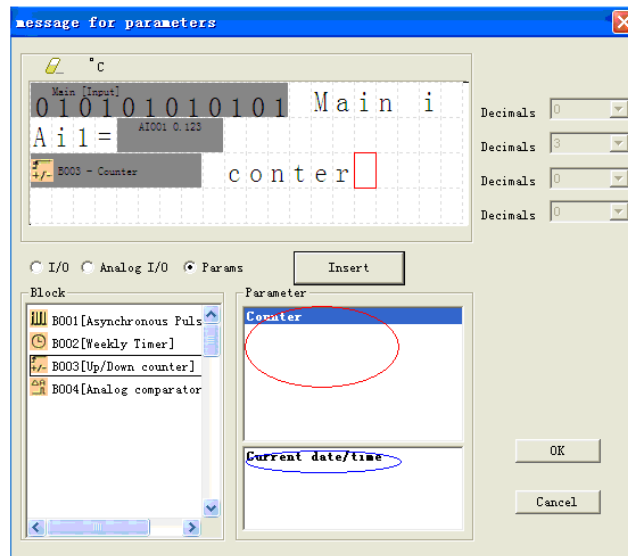 message for parameters
°C
Main [Input]
010101010101 Main i
Decimals 0
Ai1= AI001 0.123
Decimals 3
B003 - Counter conter
Decimals 0
Decimals 0
I/O Analog I/O Params Insert
Block
Parameter
B001[Asynchronous Puls
B002[Weekly Timer]
B003[Up/Down counter]
B004[Analog comparator
Counter
Current date/time
OK
Cancel